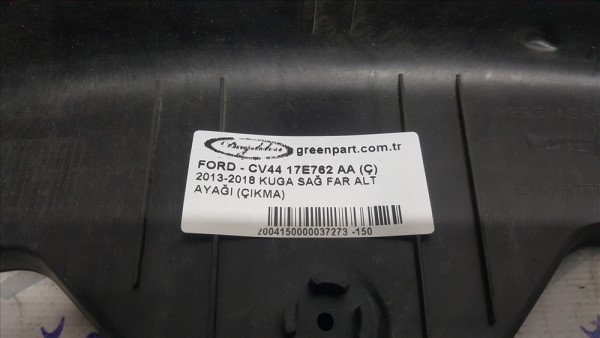 greenpart.com.tr
FORD - CV44 17E762 AA (Ç)
2013-2018 KUGA SAĞ FAR ALT
AYAĞI (ÇIKMA)
2004150000037273 -150